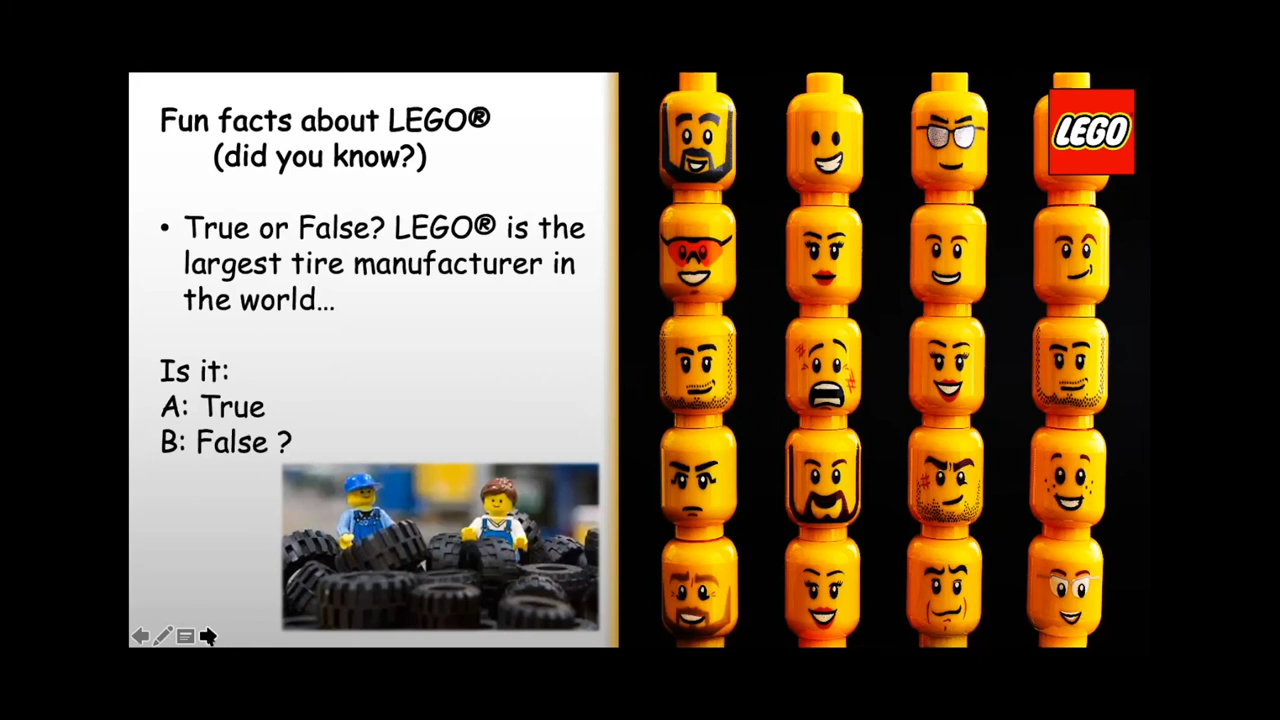 Fun facts about LEGO®
(did you know?)
• True or False? LEGO® is the
largest tire manufacturer in
the world...
Is it:
A: True
B: False ?
LEGO